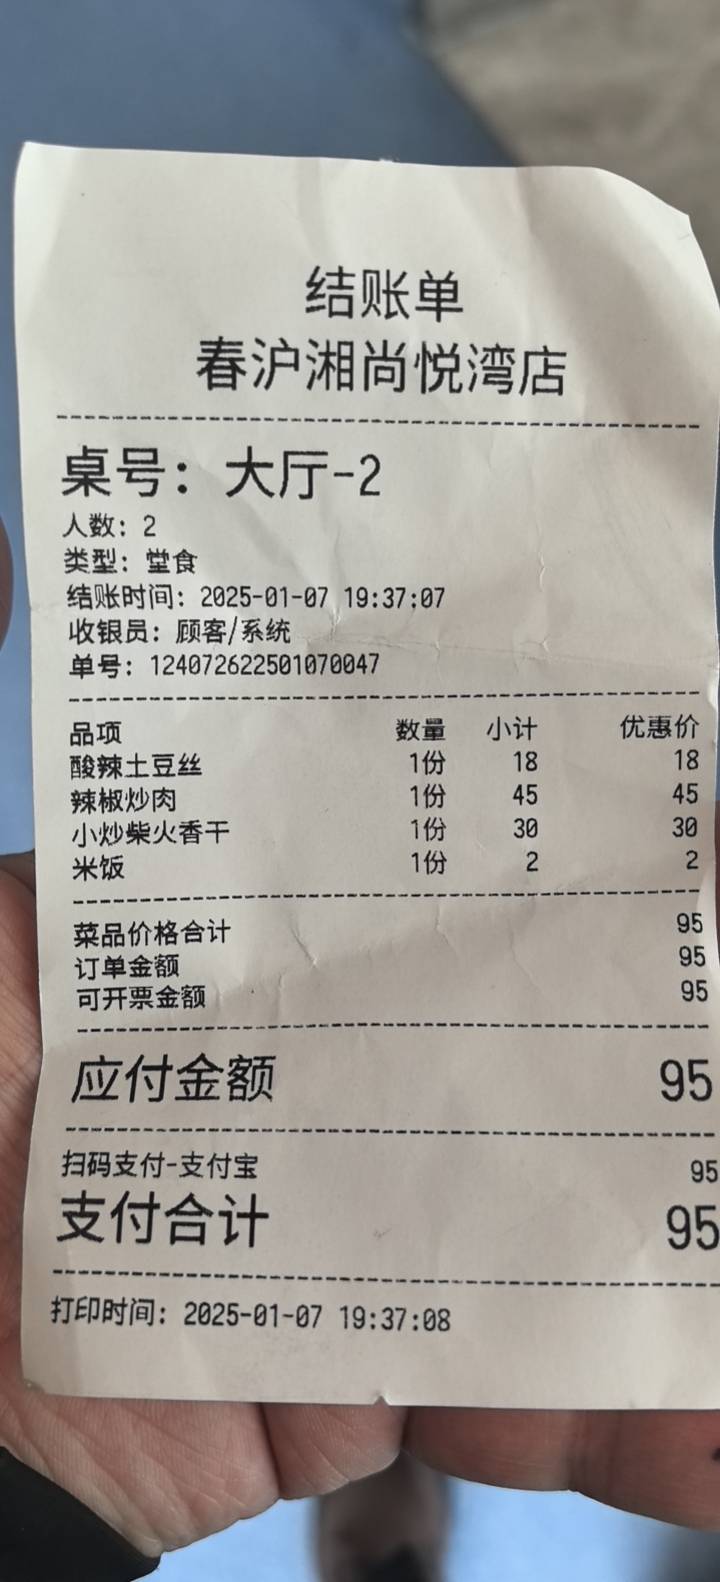 结账单
春沪湘尚悦湾店
桌号：大厅-2
人数：2
类型：堂食
结账时间：2025-01-07 19:37:07
收银员：顾客/系统
单号：124072622501070047
品项 数量 小计 优惠价
酸辣土豆丝 1份 18 18
辣椒炒肉 1份 45 45
小炒柴火香干 1份 30 30
米饭 1份 2 2
菜品价格合计 95
订单金额 95
可开票金额 95
应付金额 95
扫码支付-支付宝 95
支付合计 95
打印时间：2025-01-07 19:37:08